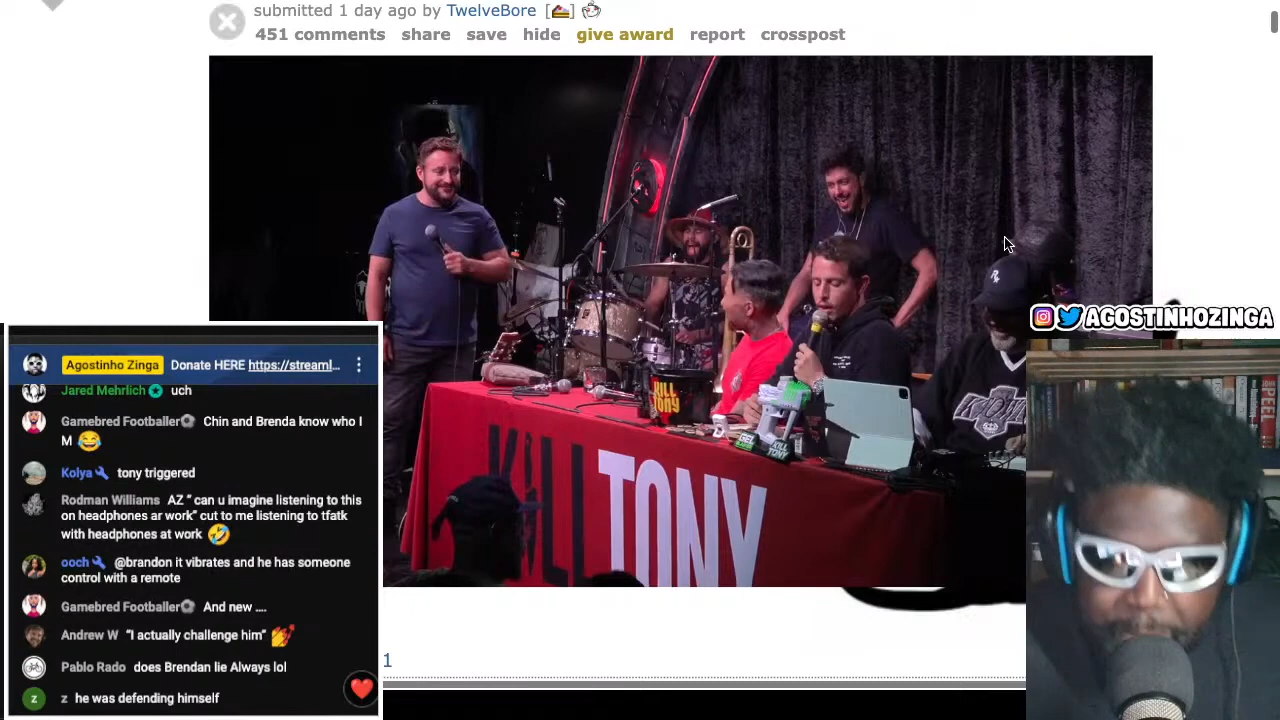 submitted 1 day ago by TwelveBore
451 comments share save hide give award report crosspost
KILL TONY
KILL
TONY
AGOSTINHOZINGA
Agostinho Zinga Donate HERE https://streaml...
Jared Mehrlich uch
Gamebred Footballer Chin and Brenda know who I
M 😂
Kolya tony triggered
Rodman Williams AZ " can u imagine listening to this
on headphones ar work" cut to me listening to tfatk
with headphones at work 🤣
ooch @brandon it vibrates and he has someone
control with a remote
Gamebred Footballer And new ....
Andrew W "I actually challenge him" 💅
Pablo Rado does Brendan lie Always lol
z z he was defending himself
1